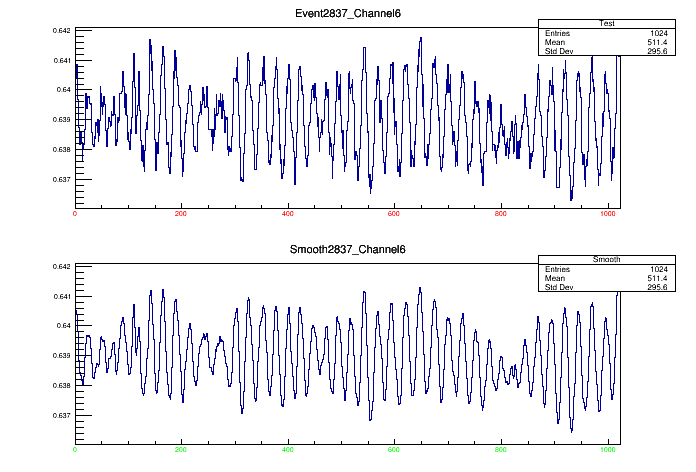 Event2837_Channel6
Test
Entries 1024
Mean 511.4
Std Dev 295.6
0.642
0.641
0.64
0.639
0.638
0.637
0 200 400 600 800 1000
Smooth2837_Channel6
Smooth
Entries 1024
Mean 511.4
Std Dev 295.6
0.642
0.641
0.64
0.639
0.638
0.637
0 200 400 600 800 1000